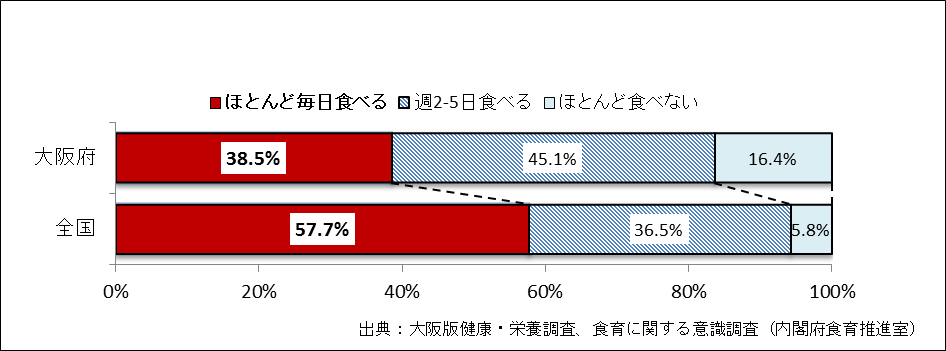 ほとんど毎日食べる 週2-5日食べる ほとんど食べない
大阪府 38.5% 45.1% 16.4%
全国 57.7% 36.5% 5.8%
0% 20% 40% 60% 80% 100%
出典：大阪版健康・栄養調査、食育に関する意識調査（内閣府食育推進室）